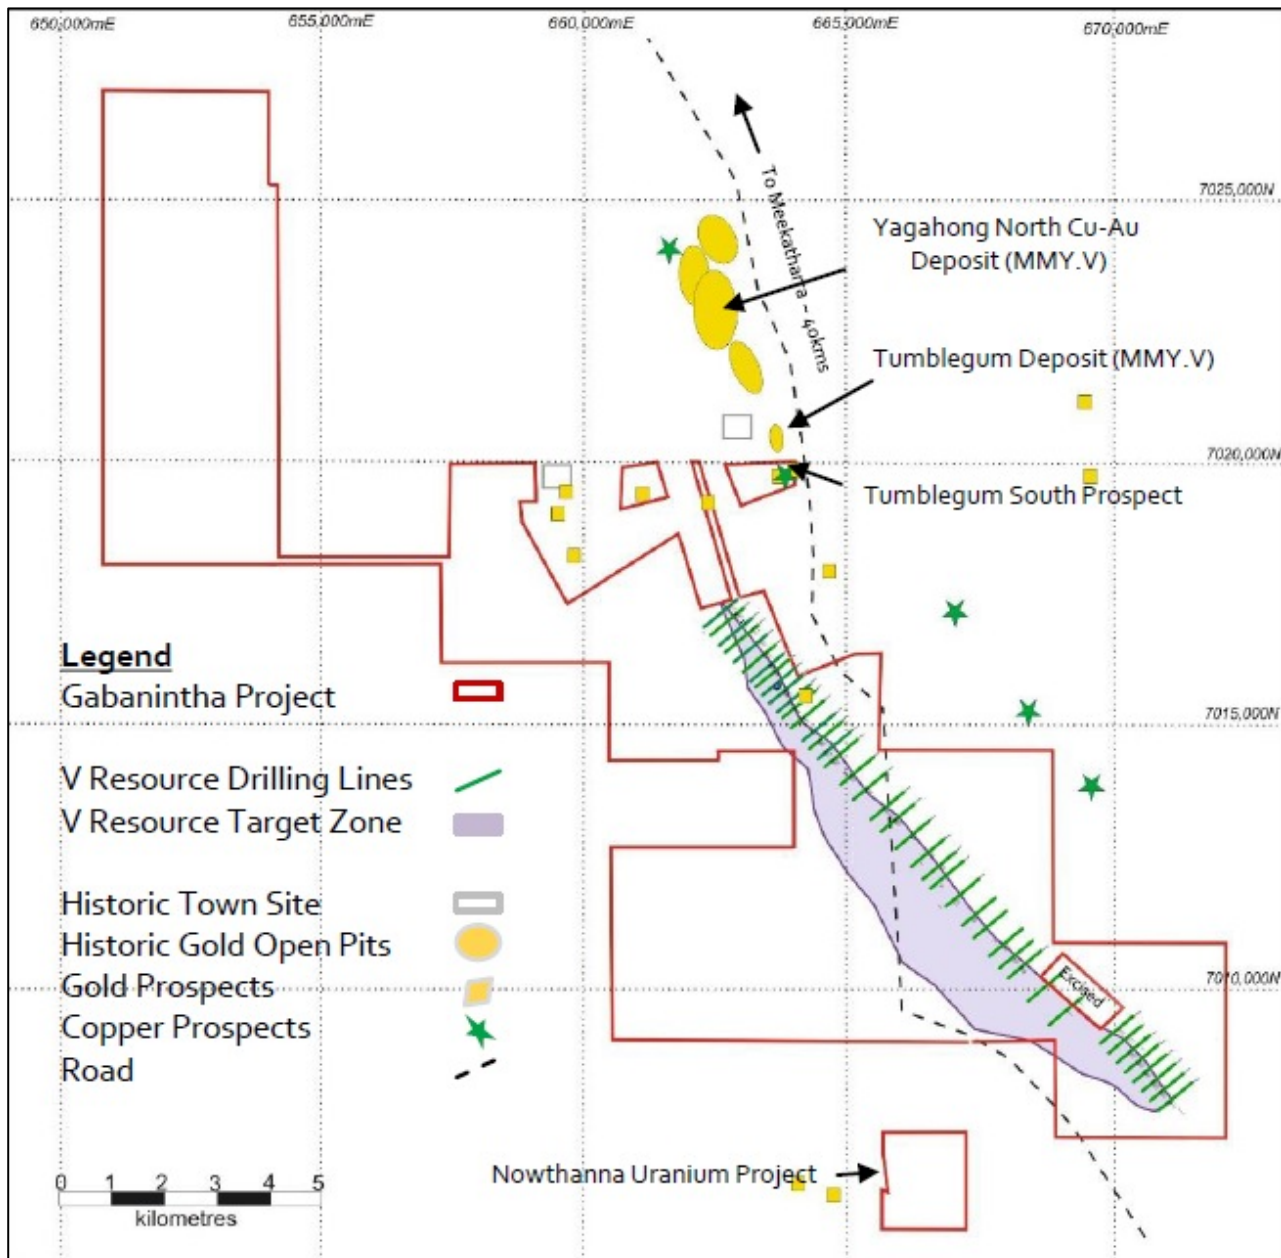 650,000mE
655,000mE
660,000mE
665,000mE
670,000mE
To Meekatharra - 40kms
7025,000N
Yagahong North Cu-Au
Deposit (MMY.V)
Tumblegum Deposit (MMY.V)
7020,000N
Tumblegum South Prospect
Legend
Gabanintha Project
7015,000N
V Resource Drilling Lines
V Resource Target Zone
Historic Town Site
Historic Gold Open Pits
Gold Prospects
Excised
7010,000N
Copper Prospects
Road
Nowthanna Uranium Project
0 1 2 3 4 5
kilometres